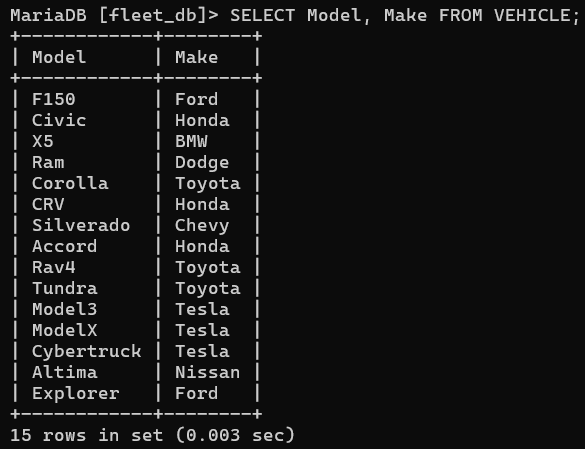 MariaDB [fleet_db]> SELECT Model, Make FROM VEHICLE;
+------------+--------+
| Model      | Make   |
+------------+--------+
| F150       | Ford   |
| Civic      | Honda  |
| X5         | BMW    |
| Ram        | Dodge  |
| Corolla    | Toyota |
| CRV        | Honda  |
| Silverado  | Chevy  |
| Accord     | Honda  |
| Rav4       | Toyota |
| Tundra     | Toyota |
| Model3     | Tesla  |
| ModelX     | Tesla  |
| Cybertruck | Tesla  |
| Altima     | Nissan |
| Explorer   | Ford   |
+------------+--------+
15 rows in set (0.003 sec)